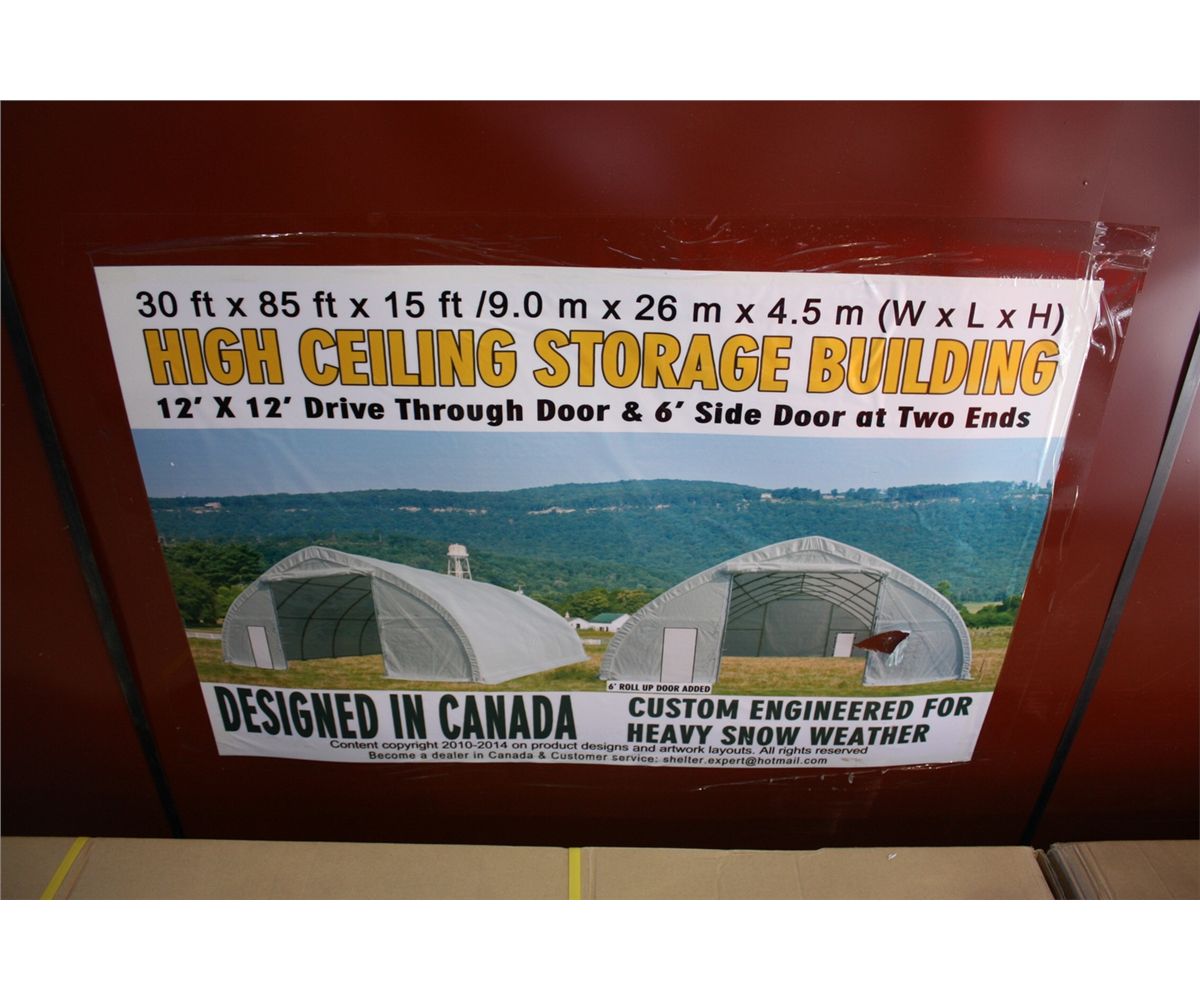 30 ft x 85 ft x 15 ft /9.0 m x 26 m x 4.5 m (W x L x H)
HIGH CEILING STORAGE BUILDING
12' X 12' Drive Through Door & 6' Side Door at Two Ends
6' ROLL UP DOOR ADDED
DESIGNED IN CANADA
CUSTOM ENGINEERED FOR
HEAVY SNOW WEATHER
Content copyright 2010-2014 on product designs and artwork layouts. All rights reserved
Become a dealer in Canada & Customer service: shelter.expert@hotmail.com